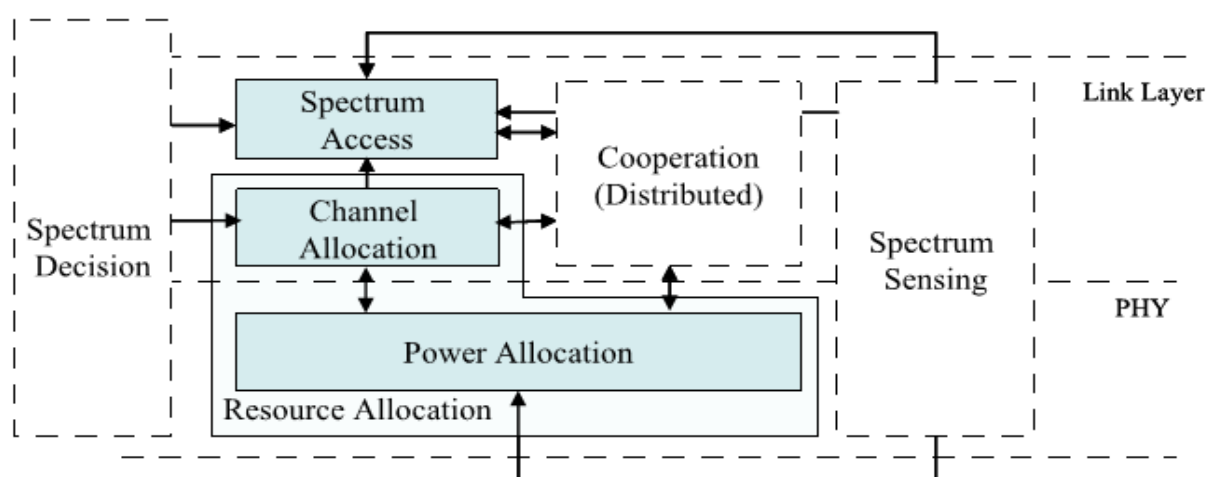 Link Layer
Spectrum
Access
Cooperation
(Distributed)
Channel
Allocation
Spectrum
Decision
Spectrum
Sensing
PHY
Power Allocation
Resource Allocation